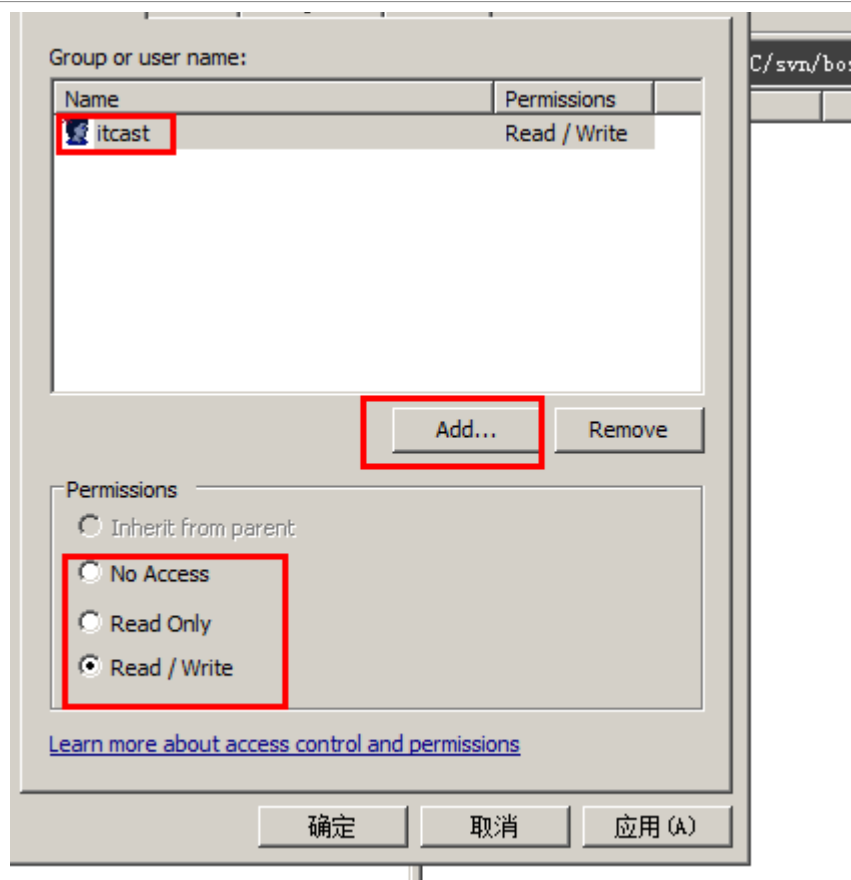 Group or user name:
C/svn/bos
Name Permissions
itcast Read / Write
Add... Remove
Permissions
Inherit from parent
No Access
Read Only
Read / Write
Learn more about access control and permissions
确定 取消 应用(A)